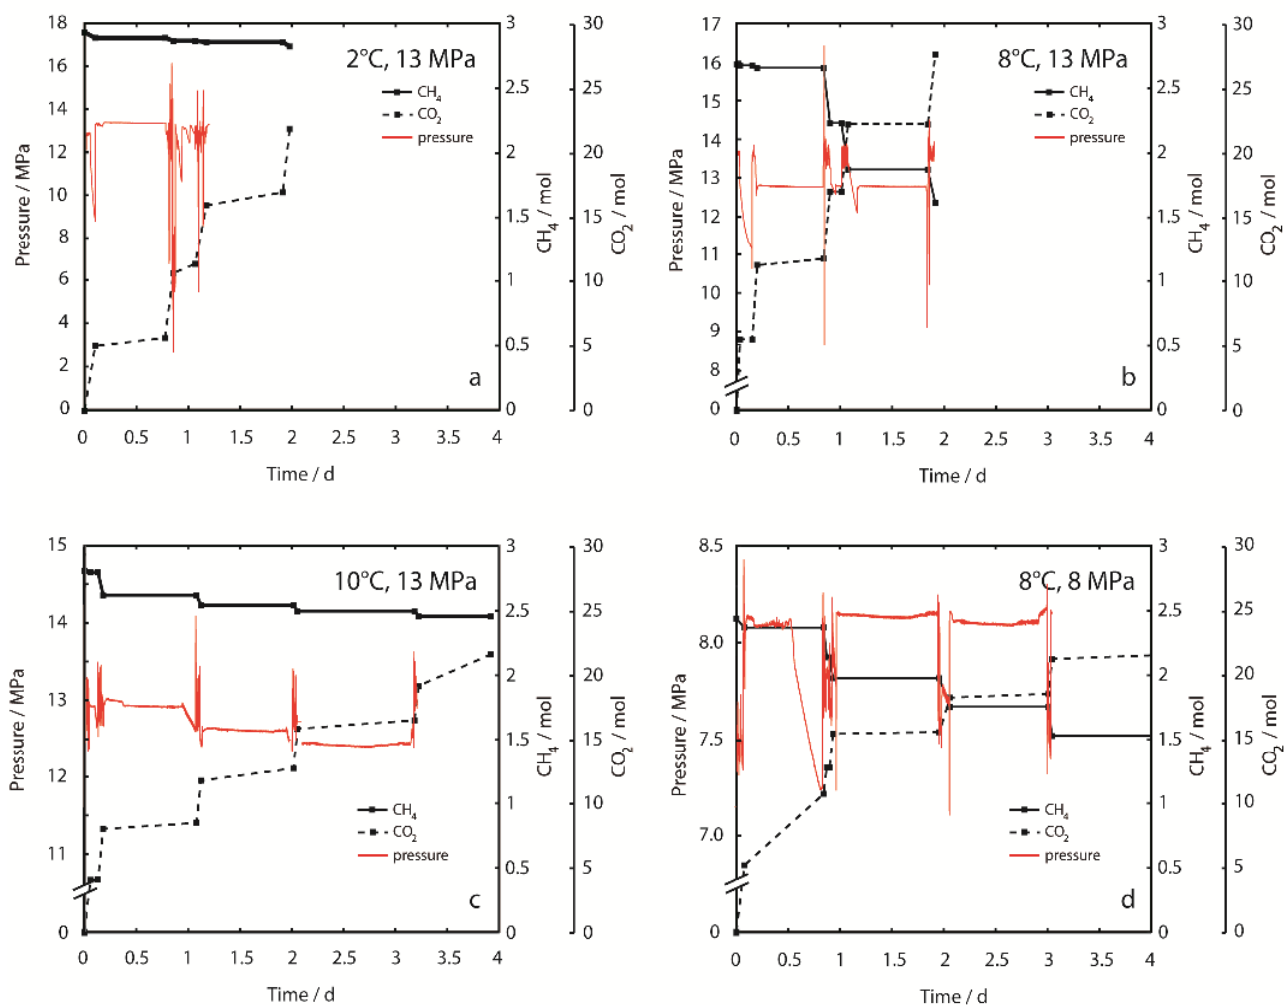 2°C, 13 MPa
CH4
CO2
pressure
Pressure / MPa
18
16
14
12
10
8
6
4
2
0
0 0.5 1 1.5 2 2.5 3 3.5 4
Time / d
3
2.5
2
1.5
1
0.5
0
CH4 / mol
30
25
20
15
10
5
0
CO2 / mol
a
8°C, 13 MPa
CH4
CO2
pressure
Pressure / MPa
17
16
15
14
13
12
11
10
9
8
0
0 0.5 1 1.5 2 2.5 3 3.5 4
Time / d
3
2.5
2
1.5
1
0.5
0
CH4 / mol
30
25
20
15
10
5
0
CO2 / mol
b
10°C, 13 MPa
CH4
CO2
pressure
Pressure / MPa
15
14
13
12
11
0
0 0.5 1 1.5 2 2.5 3 3.5 4
Time / d
3
2.5
2
1.5
1
0.5
0
CH4 / mol
30
25
20
15
10
5
0
CO2 / mol
c
8°C, 8 MPa
CH4
CO2
pressure
Pressure / MPa
8.5
8.0
7.5
7.0
0
0 0.5 1 1.5 2 2.5 3 3.5 4
Time / d
3
2.5
2
1.5
1
0.5
0
CH4 / mol
30
25
20
15
10
5
0
CO2 / mol
d